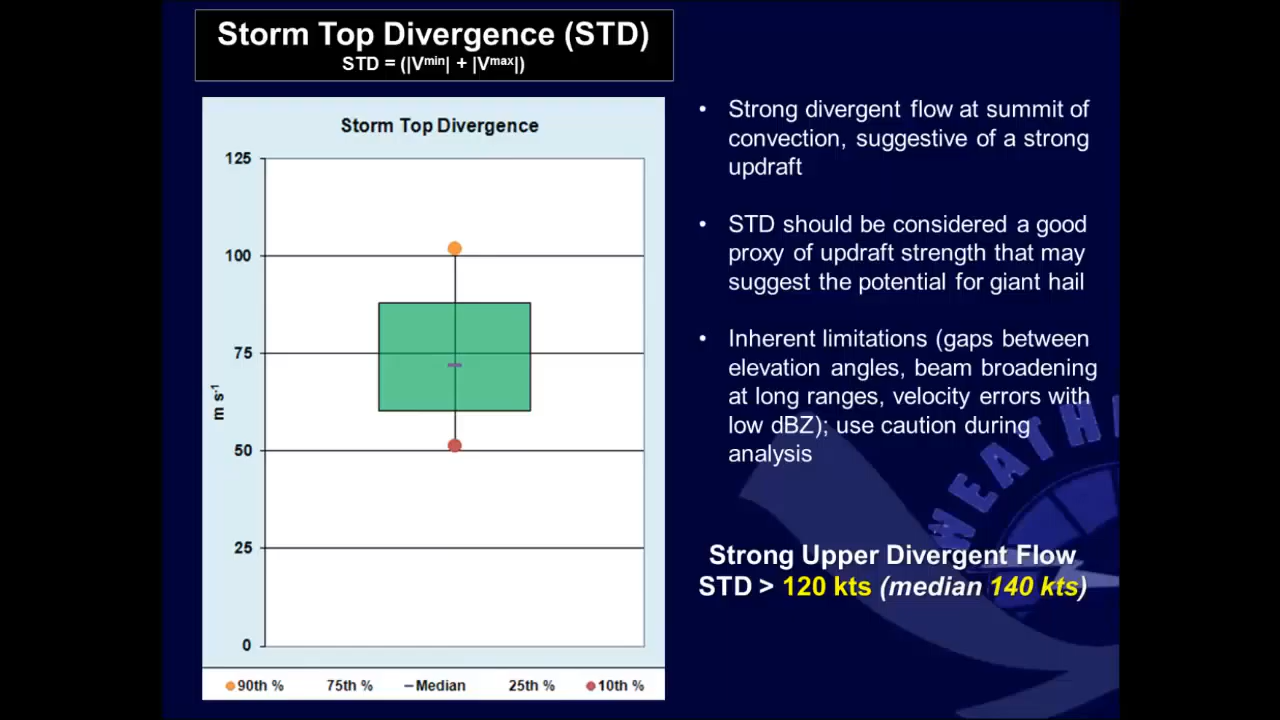 Storm Top Divergence (STD)
STD = (|Vmin| + |Vmax|)
Storm Top Divergence
125
100
75
50
25
0
m s-1
90th %
75th %
Median
25th %
10th %
• Strong divergent flow at summit of
convection, suggestive of a strong
updraft
• STD should be considered a good
proxy of updraft strength that may
suggest the potential for giant hail
• Inherent limitations (gaps between
elevation angles, beam broadening
at long ranges, velocity errors with
low dBZ); use caution during
analysis
WEATH
Strong Upper Divergent Flow
STD > 120 kts (median 140 kts)